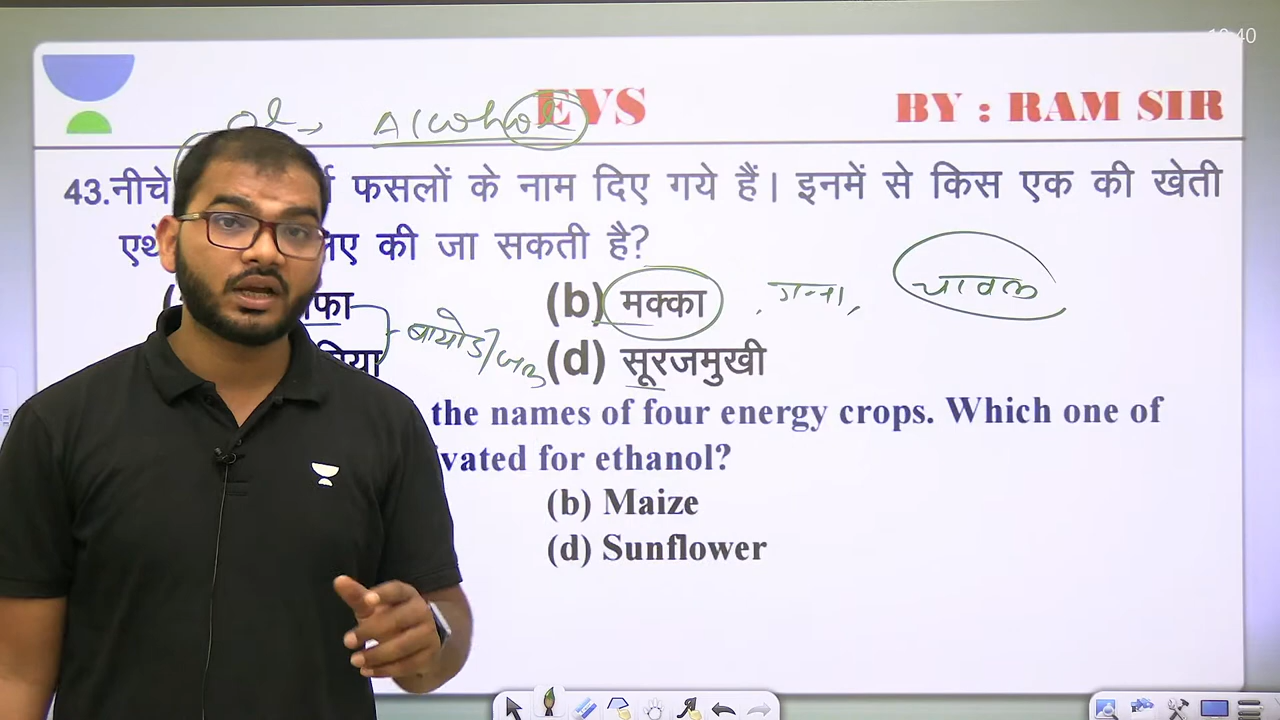 EVS BY : RAM SIR
Alcohol
43.नीचे फसलों के नाम दिए गये हैं। इनमें से किस एक की खेती
की जा सकती है?
(b) मक्का गन्ना, चावल
बायोडीजल
(d) सूरजमुखी
the names of four energy crops. Which one of
for ethanol?
(b) Maize
(d) Sunflower